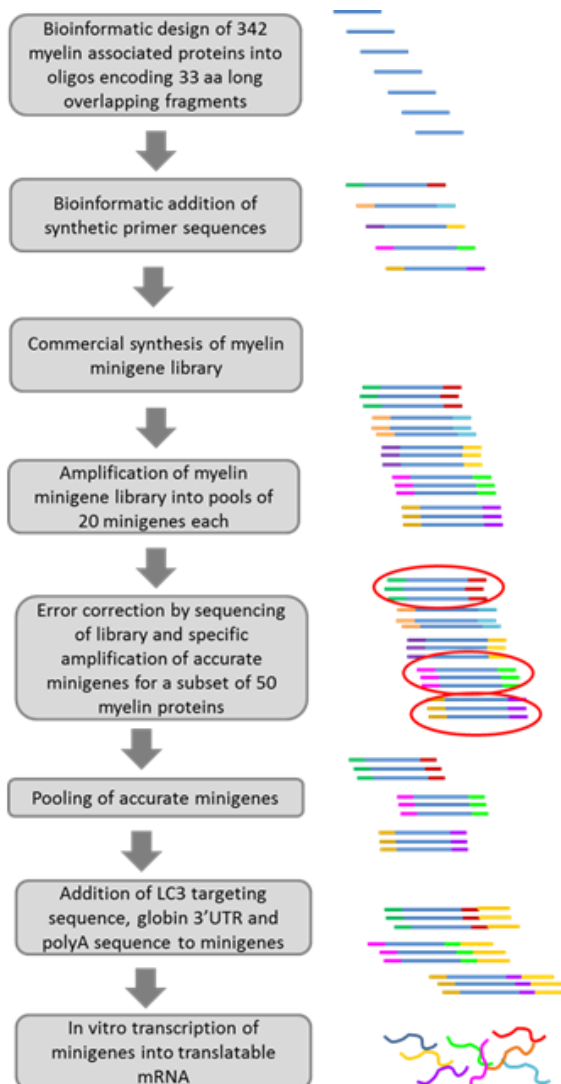 Bioinformatic design of 342
myelin associated proteins into
oligos encoding 33 aa long
overlapping fragments
Bioinformatic addition of
synthetic primer sequences
Commercial synthesis of myelin
minigene library
Amplification of myelin
minigene library into pools of
20 minigenes each
Error correction by sequencing
of library and specific
amplification of accurate
minigenes for a subset of 50
myelin proteins
Pooling of accurate minigenes
Addition of LC3 targeting
sequence, globin 3'UTR and
polyA sequence to minigenes
In vitro transcription of
minigenes into translatable
mRNA